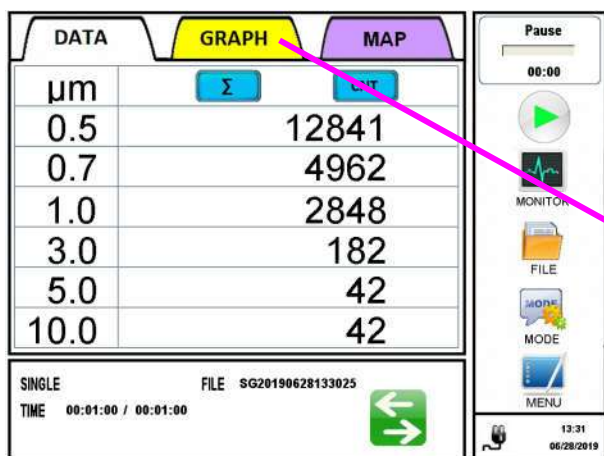 DATA GRAPH MAP
µm Σ CNT
0.5 12841
0.7 4962
1.0 2848
3.0 182
5.0 42
10.0 42
SINGLE FILE SG20190628133025
TIME 00:01:00 / 00:01:00
Pause
00:00
MONITOR
FILE
MODE
MODE
MENU
13:31
06/28/2019